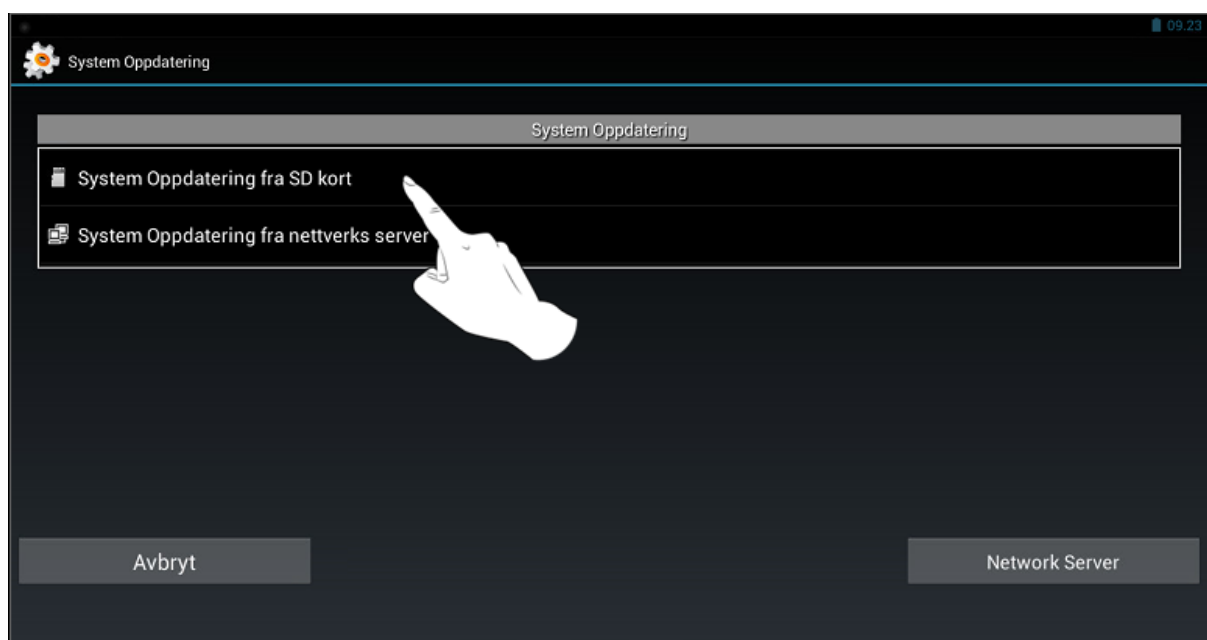 09.23
System Oppdatering
System Oppdatering
System Oppdatering fra SD kort
System Oppdatering fra nettverks server
Avbryt
Network Server